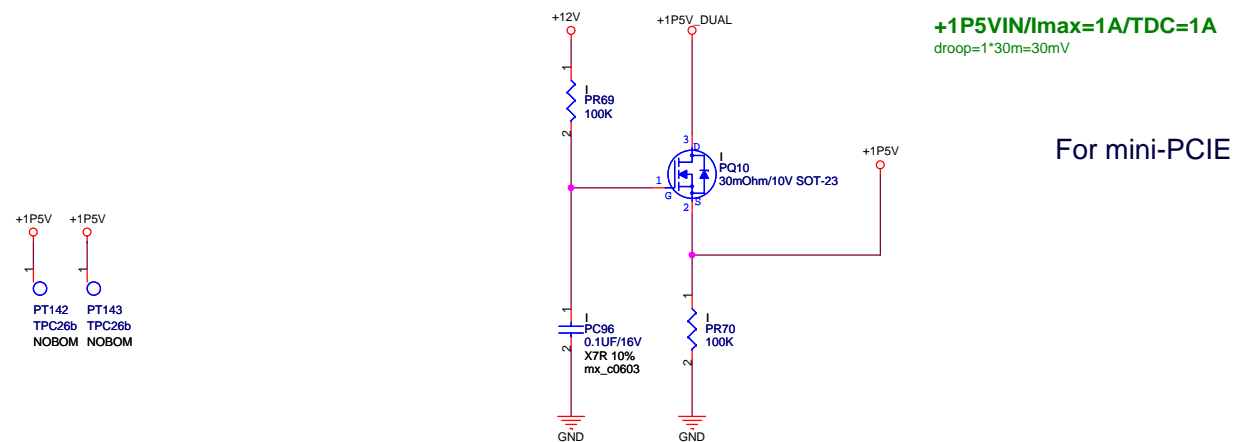 +12V
+1P5V_DUAL
+1P5VIN/Imax=1A/TDC=1A
droop=1*30m=30mV
1
I
PR69
100K
2
For mini-PCIE
3
D
I
PQ10
30mOhm/10V SOT-23
1
G
S
2
+1P5V
+1P5V
+1P5V
1
1
PT142
TPC26b
NOBOM
PT143
TPC26b
NOBOM
1
I
PC96
0.1UF/16V
X7R 10%
mx_c0603
2
1
I
PR70
100K
2
GND
GND